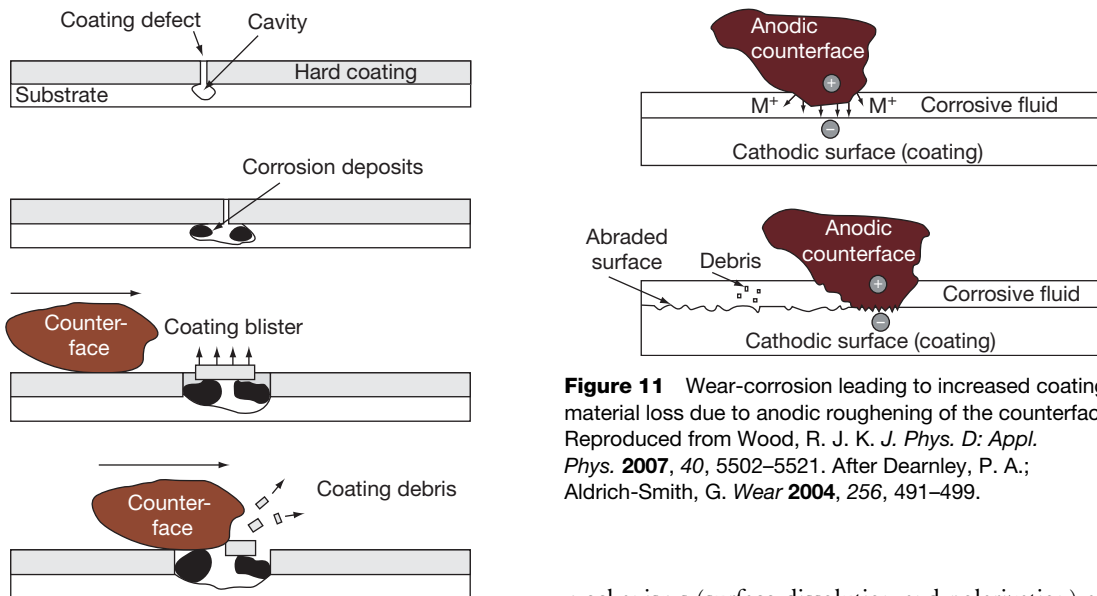 Coating defect
Cavity
Hard coating
Substrate
Corrosion deposits
Counter-
face
Coating blister
Counter-
face
Coating debris
Anodic
counterface
+
M+
M+
Corrosive fluid
−
Cathodic surface (coating)
Abraded
surface
Debris
Anodic
counterface
+
Corrosive fluid
−
Cathodic surface (coating)
Figure 11 Wear-corrosion leading to increased coating
material loss due to anodic roughening of the counterfac
Reproduced from Wood, R. J. K. J. Phys. D: Appl.
Phys. 2007, 40, 5502–5521. After Dearnley, P. A.;
Aldrich-Smith, G. Wear 2004, 256, 491–499.